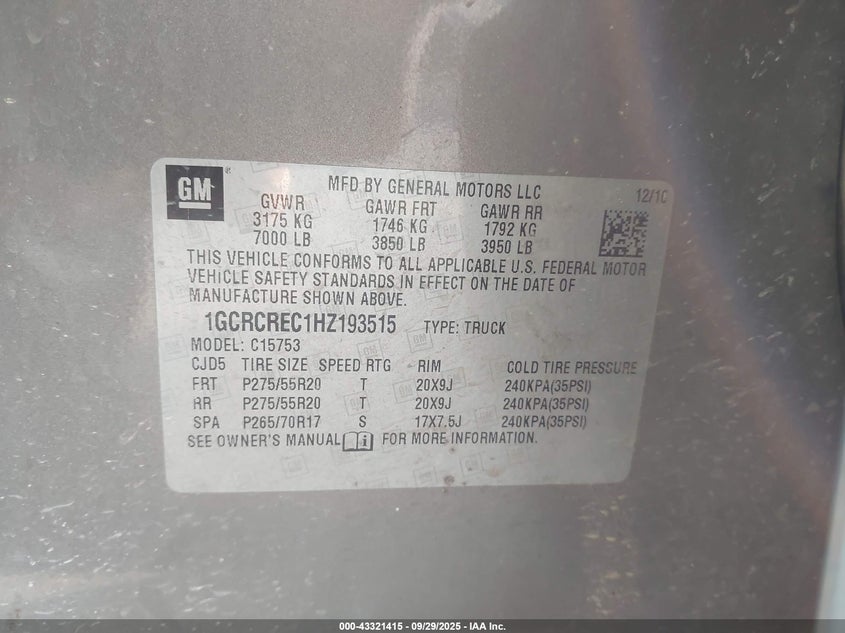 GM
MFD BY GENERAL MOTORS LLC
12/16
GVWR GAWR FRT GAWR RR
3175 KG 1746 KG 1792 KG
7000 LB 3850 LB 3950 LB
THIS VEHICLE CONFORMS TO ALL APPLICABLE U.S. FEDERAL MOTOR
VEHICLE SAFETY STANDARDS IN EFFECT ON THE DATE OF
MANUFACTURE SHOWN ABOVE.
1GCRCREC1HZ193515 TYPE: TRUCK
MODEL: C15753
CJD5 TIRE SIZE SPEED RTG RIM COLD TIRE PRESSURE
FRT P275/55R20 T 20X9J 240KPA(35PSI)
RR P275/55R20 T 20X9J 240KPA(35PSI)
SPA P265/70R17 S 17X7.5J 240KPA(35PSI)
SEE OWNER'S MANUAL FOR MORE INFORMATION.
000-43321415 - 09/29/2025 - IAA Inc.